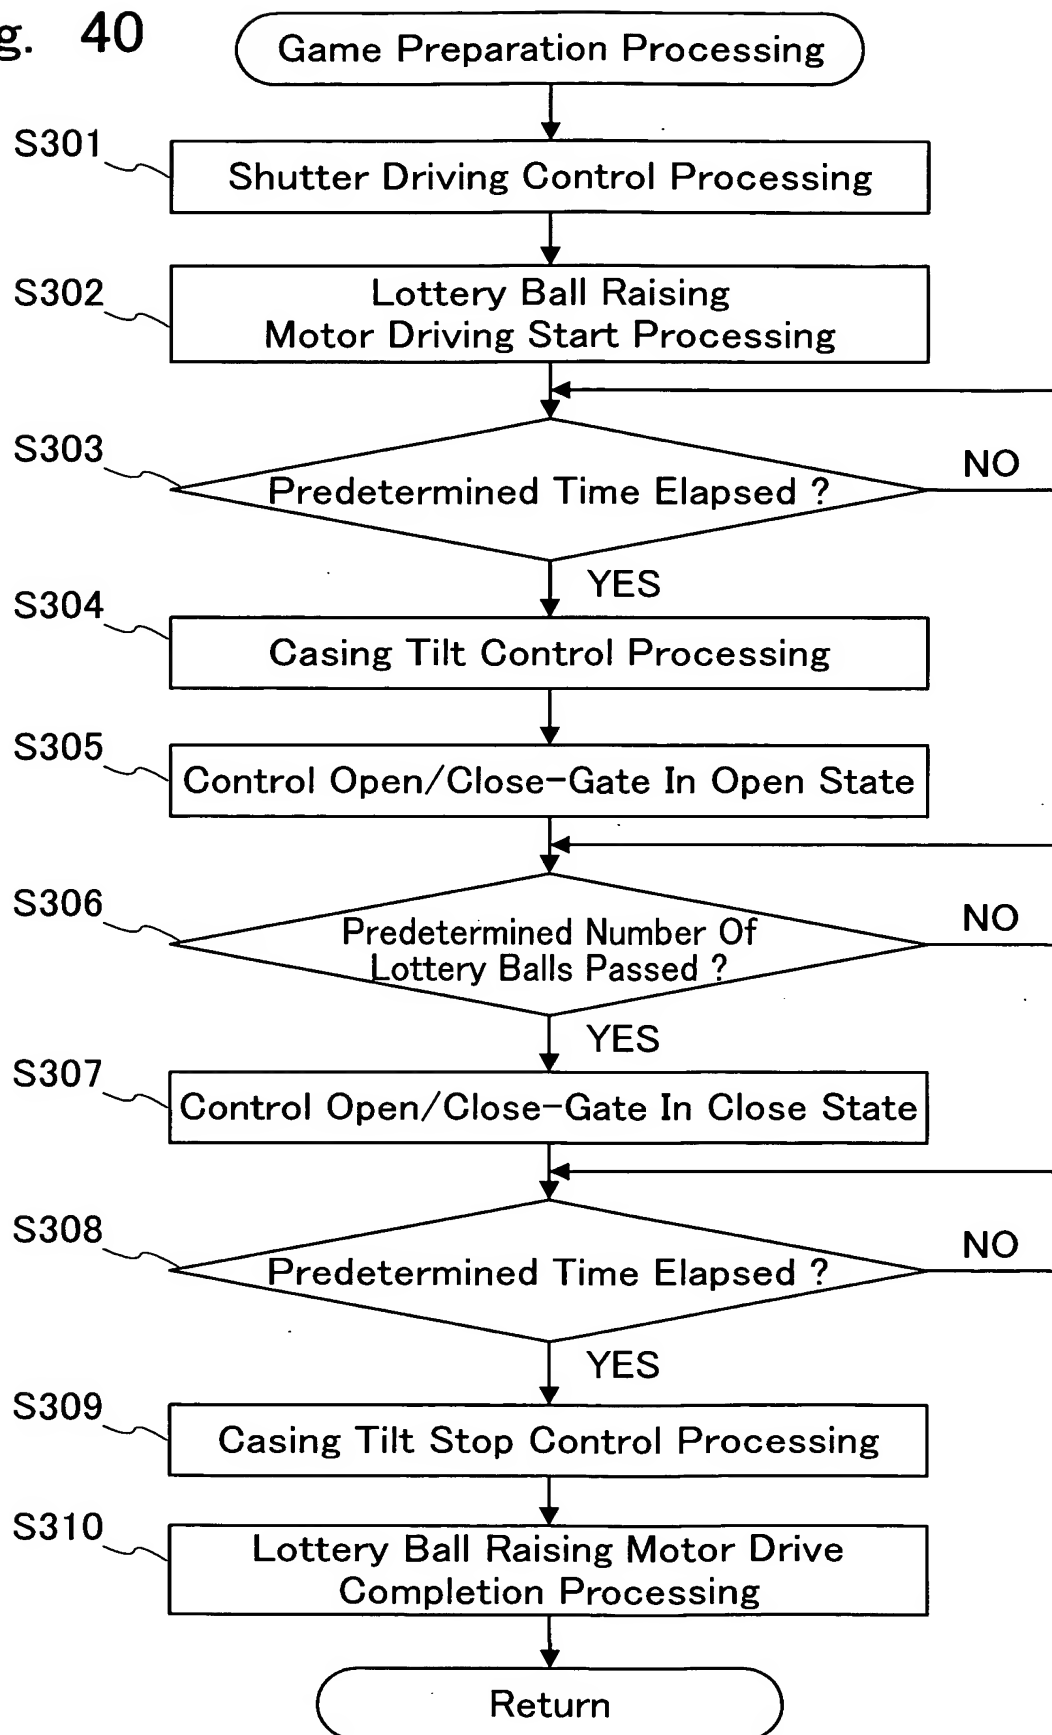 g. 40
Game Preparation Processing
S301
Shutter Driving Control Processing
S302
Lottery Ball Raising
Motor Driving Start Processing
S303
Predetermined Time Elapsed ?
NO
YES
S304
Casing Tilt Control Processing
S305
Control Open/Close-Gate In Open State
S306
Predetermined Number Of
Lottery Balls Passed ?
NO
YES
S307
Control Open/Close-Gate In Close State
S308
Predetermined Time Elapsed ?
NO
YES
S309
Casing Tilt Stop Control Processing
S310
Lottery Ball Raising Motor Drive
Completion Processing
Return